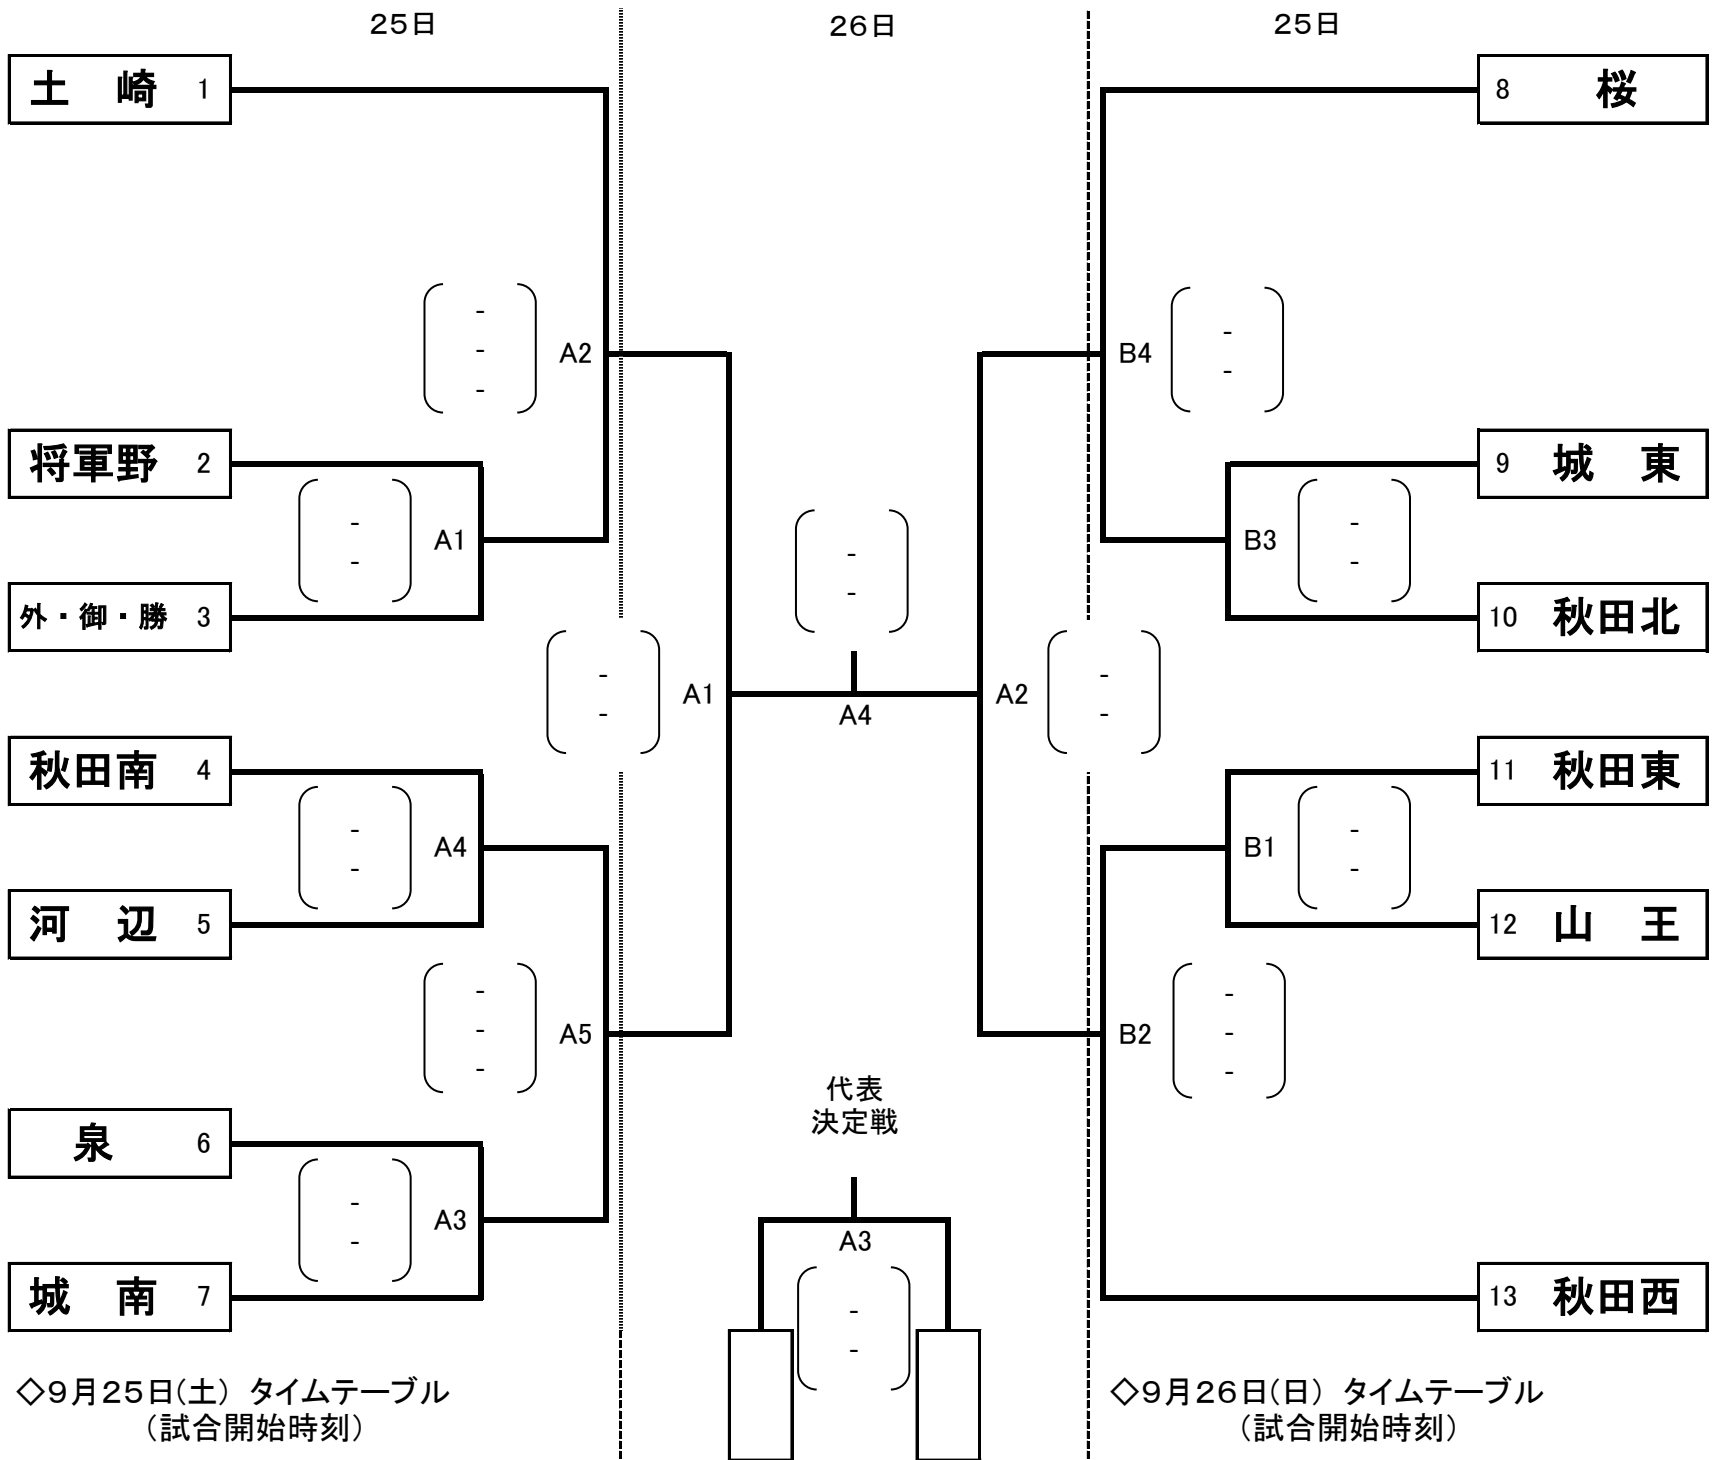 25日
26日
25日
土 崎 1
8 桜
-
-
-
A2
B4
-
-
将軍野 2
9 城 東
-
-
A1
-
-
B3
-
-
外・御・勝 3
10 秋田北
-
-
A1
A4
A2
-
-
秋田南 4
11 秋田東
-
-
A4
B1
-
-
河 辺 5
12 山 王
-
-
-
A5
B2
-
-
-
代表
決定戦
泉 6
-
-
A3
A3
城 南 7
-
-
13 秋田西
◇9月25日(土) タイムテーブル
(試合開始時刻)
◇9月26日(日) タイムテーブル
(試合開始時刻)